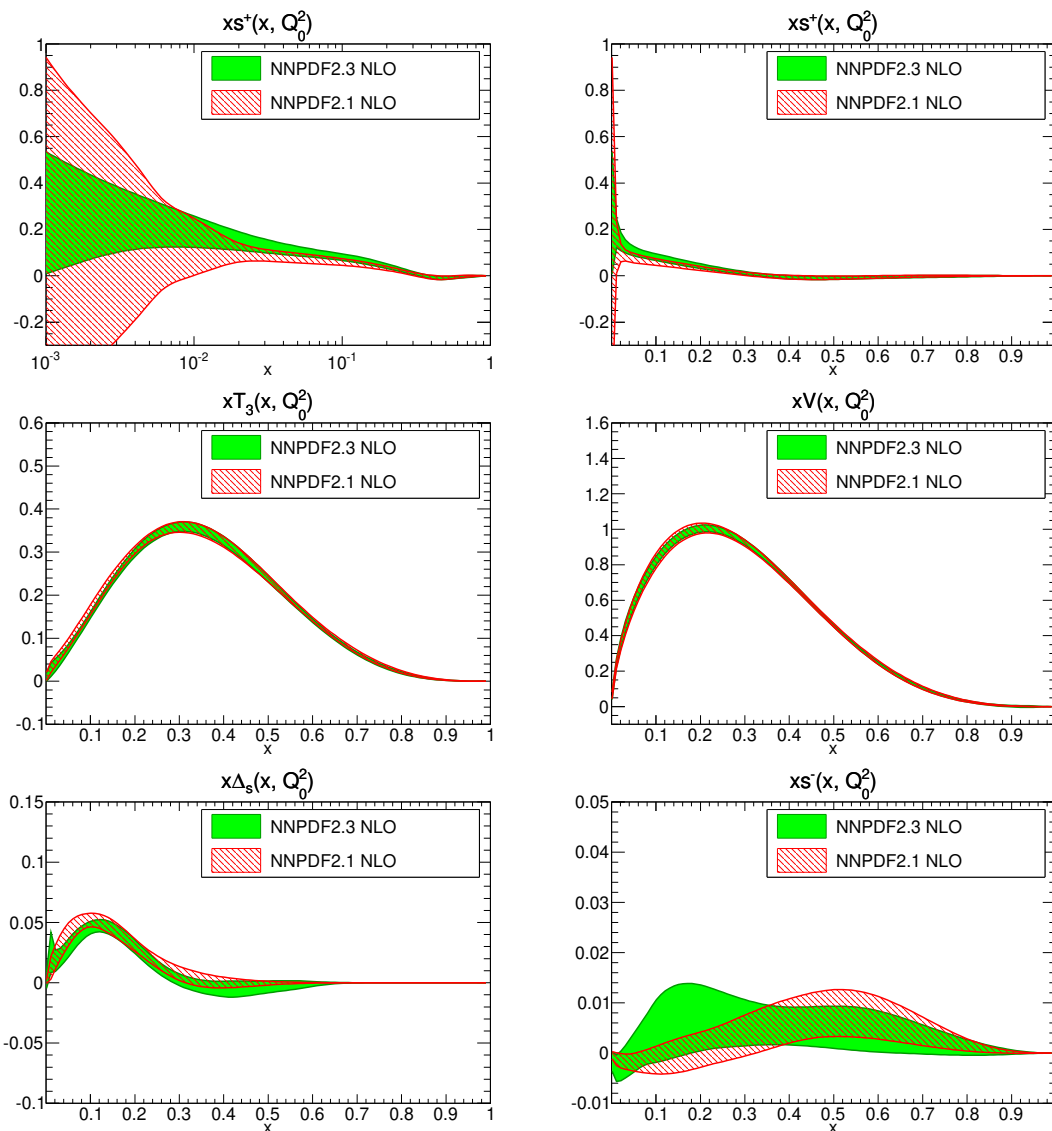 xs⁺(x, Q₀²)
NNPDF2.3 NLO
NNPDF2.1 NLO
1
0.8
0.6
0.4
0.2
0
-0.2
10⁻³ 10⁻² 10⁻¹ 1
x
xs⁺(x, Q₀²)
NNPDF2.3 NLO
NNPDF2.1 NLO
1
0.8
0.6
0.4
0.2
0
-0.2
0.1 0.2 0.3 0.4 0.5 0.6 0.7 0.8 0.9 1
x
xT₃(x, Q₀²)
NNPDF2.3 NLO
NNPDF2.1 NLO
0.6
0.5
0.4
0.3
0.2
0.1
0
-0.1
0.1 0.2 0.3 0.4 0.5 0.6 0.7 0.8 0.9 1
x
xV(x, Q₀²)
NNPDF2.3 NLO
NNPDF2.1 NLO
1.6
1.4
1.2
1.0
0.8
0.6
0.4
0.2
0
0.1 0.2 0.3 0.4 0.5 0.6 0.7 0.8 0.9 1
x
xΔₛ(x, Q₀²)
NNPDF2.3 NLO
NNPDF2.1 NLO
0.15
0.1
0.05
0
-0.05
-0.1
0.1 0.2 0.3 0.4 0.5 0.6 0.7 0.8 0.9 1
x
xs⁻(x, Q₀²)
NNPDF2.3 NLO
NNPDF2.1 NLO
0.05
0.04
0.03
0.02
0.01
0
-0.01
0.1 0.2 0.3 0.4 0.5 0.6 0.7 0.8 0.9 1
x